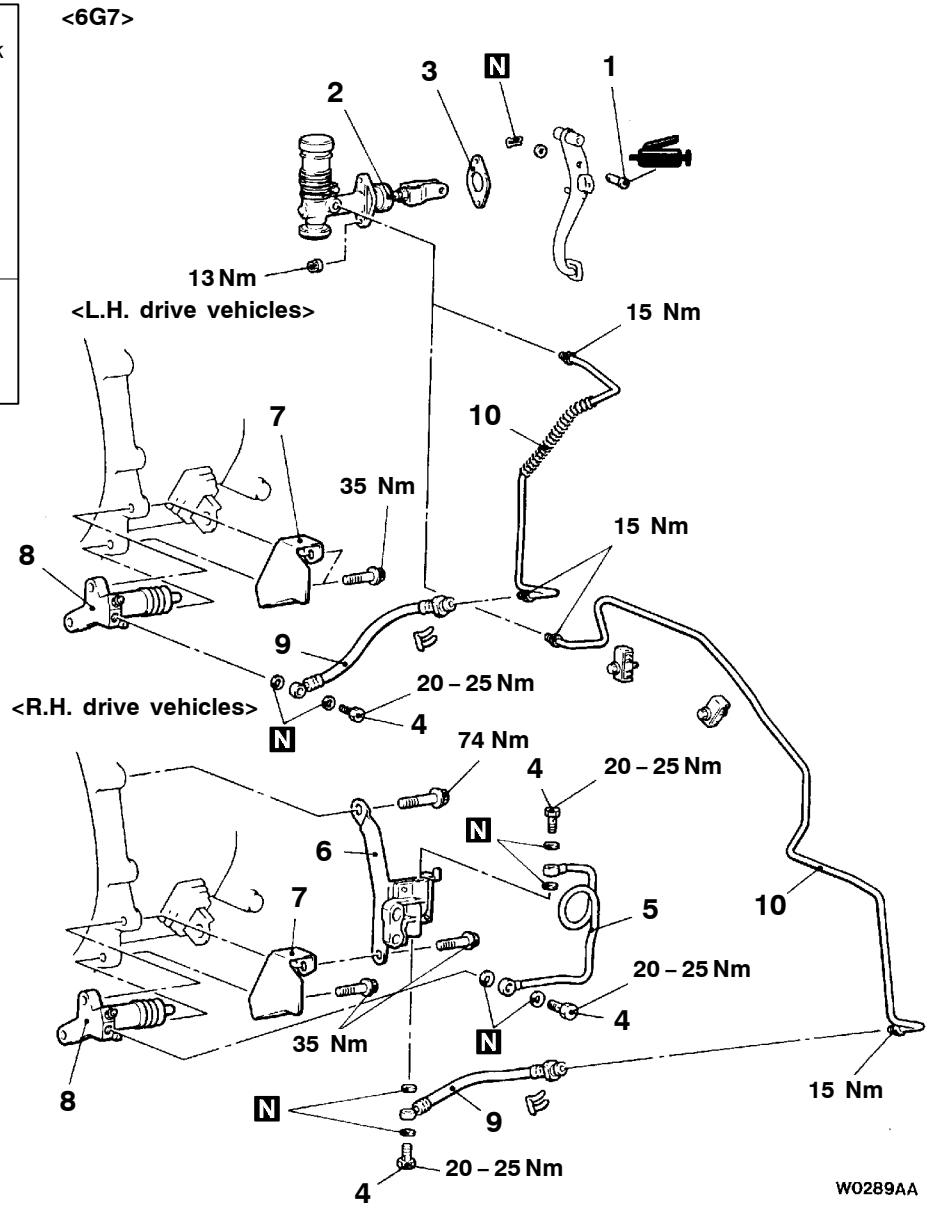 <6G7>
k
N
1
3
2
13 Nm
<L.H. drive vehicles>
15 Nm
10
7
35 Nm
15 Nm
8
9
20 – 25 Nm
<R.H. drive vehicles>
4
N
74 Nm
4
20 – 25 Nm
N
6
7
5
10
20 – 25 Nm
4
N
35 Nm
8
15 Nm
N
9
20 – 25 Nm
4
W0289AA